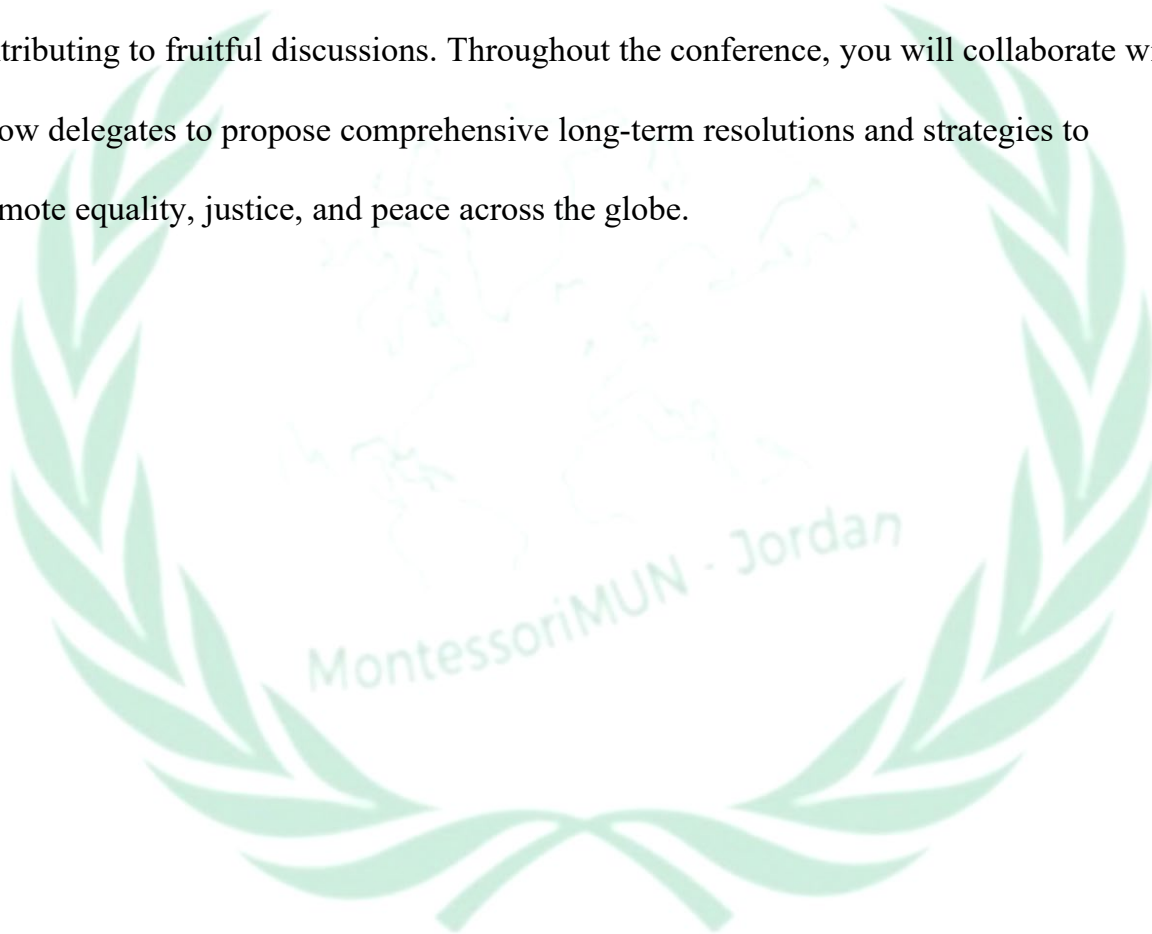 tributing to fruitful discussions. Throughout the conference, you will collaborate w
ow delegates to propose comprehensive long-term resolutions and strategies to
mote equality, justice, and peace across the globe.
MontessoriMUN - Jordan